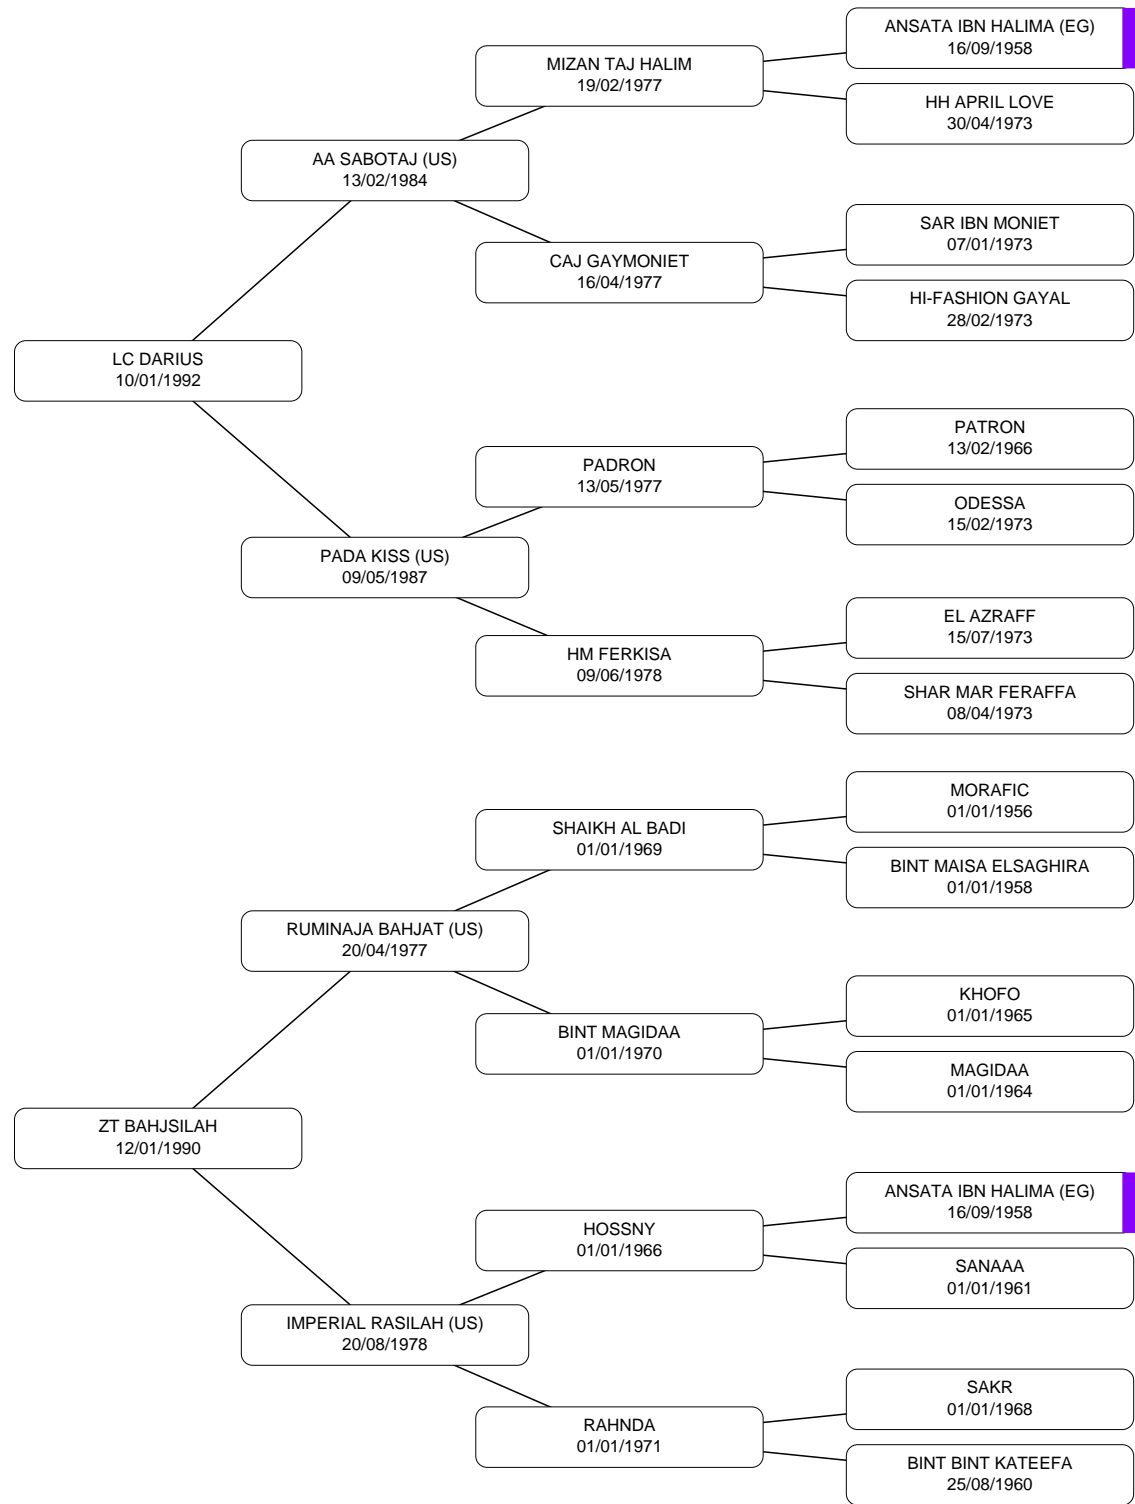 ANSATA IBN HALIMA (EG)
16/09/1958
MIZAN TAJ HALIM
19/02/1977
HH APRIL LOVE
30/04/1973
AA SABOTAJ (US)
13/02/1984
SAR IBN MONIET
07/01/1973
CAJ GAYMONIET
16/04/1977
HI-FASHION GAYAL
28/02/1973
LC DARIUS
10/01/1992
PATRON
13/02/1966
PADRON
13/05/1977
ODESSA
15/02/1973
PADA KISS (US)
09/05/1987
EL AZRAFF
15/07/1973
HM FERKISA
09/06/1978
SHAR MAR FERAFFA
08/04/1973
MORAFIC
01/01/1956
SHAIKH AL BADI
01/01/1969
BINT MAISA ELSAGHIRA
01/01/1958
RUMINAJA BAHJAT (US)
20/04/1977
KHOFO
01/01/1965
BINT MAGIDAA
01/01/1970
MAGIDAA
01/01/1964
ZT BAHJSILAH
12/01/1990
ANSATA IBN HALIMA (EG)
16/09/1958
HOSSNY
01/01/1966
SANAAA
01/01/1961
IMPERIAL RASILAH (US)
20/08/1978
SAKR
01/01/1968
RAHNDA
01/01/1971
BINT BINT KATEEFA
25/08/1960